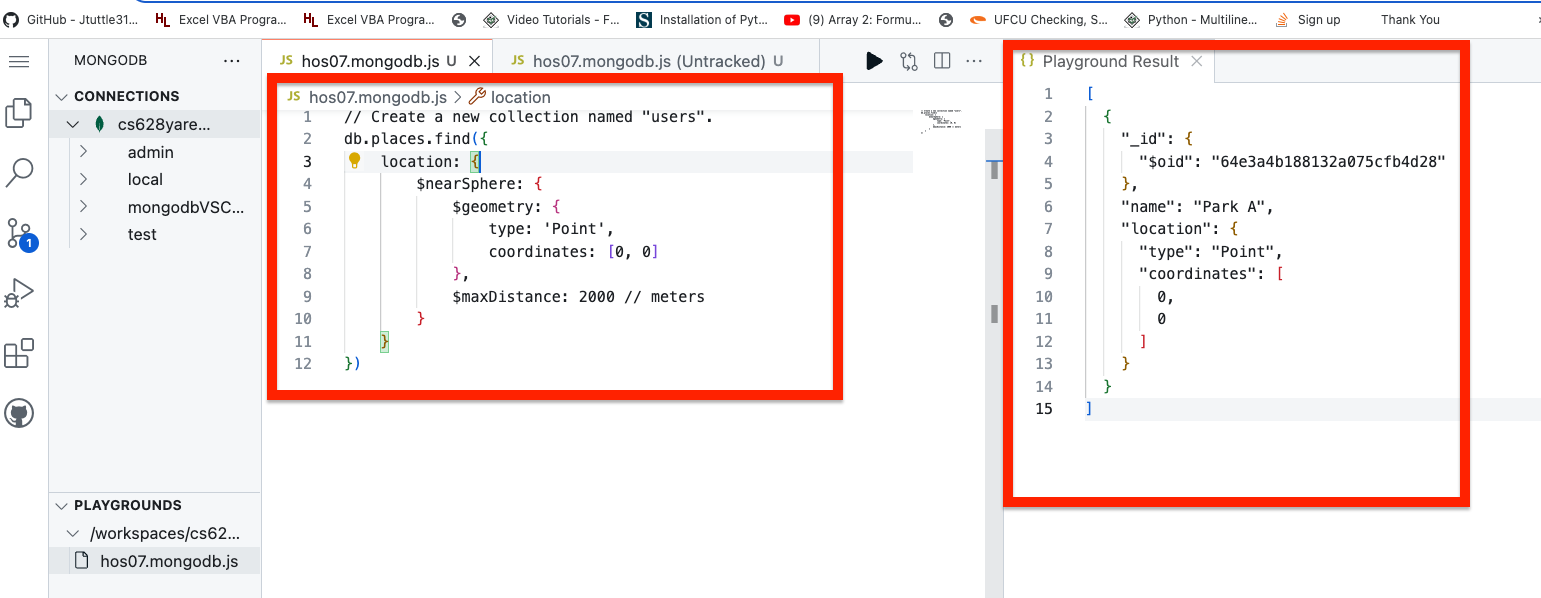 GitHub - Jtuttle31... Excel VBA Progra... Excel VBA Progra... Video Tutorials - F... Installation of Pyt... (9) Array 2: Formu... UFCU Checking, S... Python - Multiline... Sign up Thank You
MONGODB
CONNECTIONS
cs628yare...
admin
local
mongodbVSC...
test
1
PLAYGROUNDS
/workspaces/cs62...
hos07.mongodb.js
JS hos07.mongodb.js U JS hos07.mongodb.js (Untracked) U
JS hos07.mongodb.js > location
1 // Create a new collection named "users".
2 db.places.find({
3 location: {
4 $nearSphere: {
5 $geometry: {
6 type: 'Point',
7 coordinates: [0, 0]
8 },
9 $maxDistance: 2000 // meters
10 }
11 }
12 })
{} Playground Result
1 [
2 {
3 "_id": {
4 "$oid": "64e3a4b188132a075cfb4d28"
5 },
6 "name": "Park A",
7 "location": {
8 "type": "Point",
9 "coordinates": [
10 0,
11 0
12 ]
13 }
14 }
15 ]